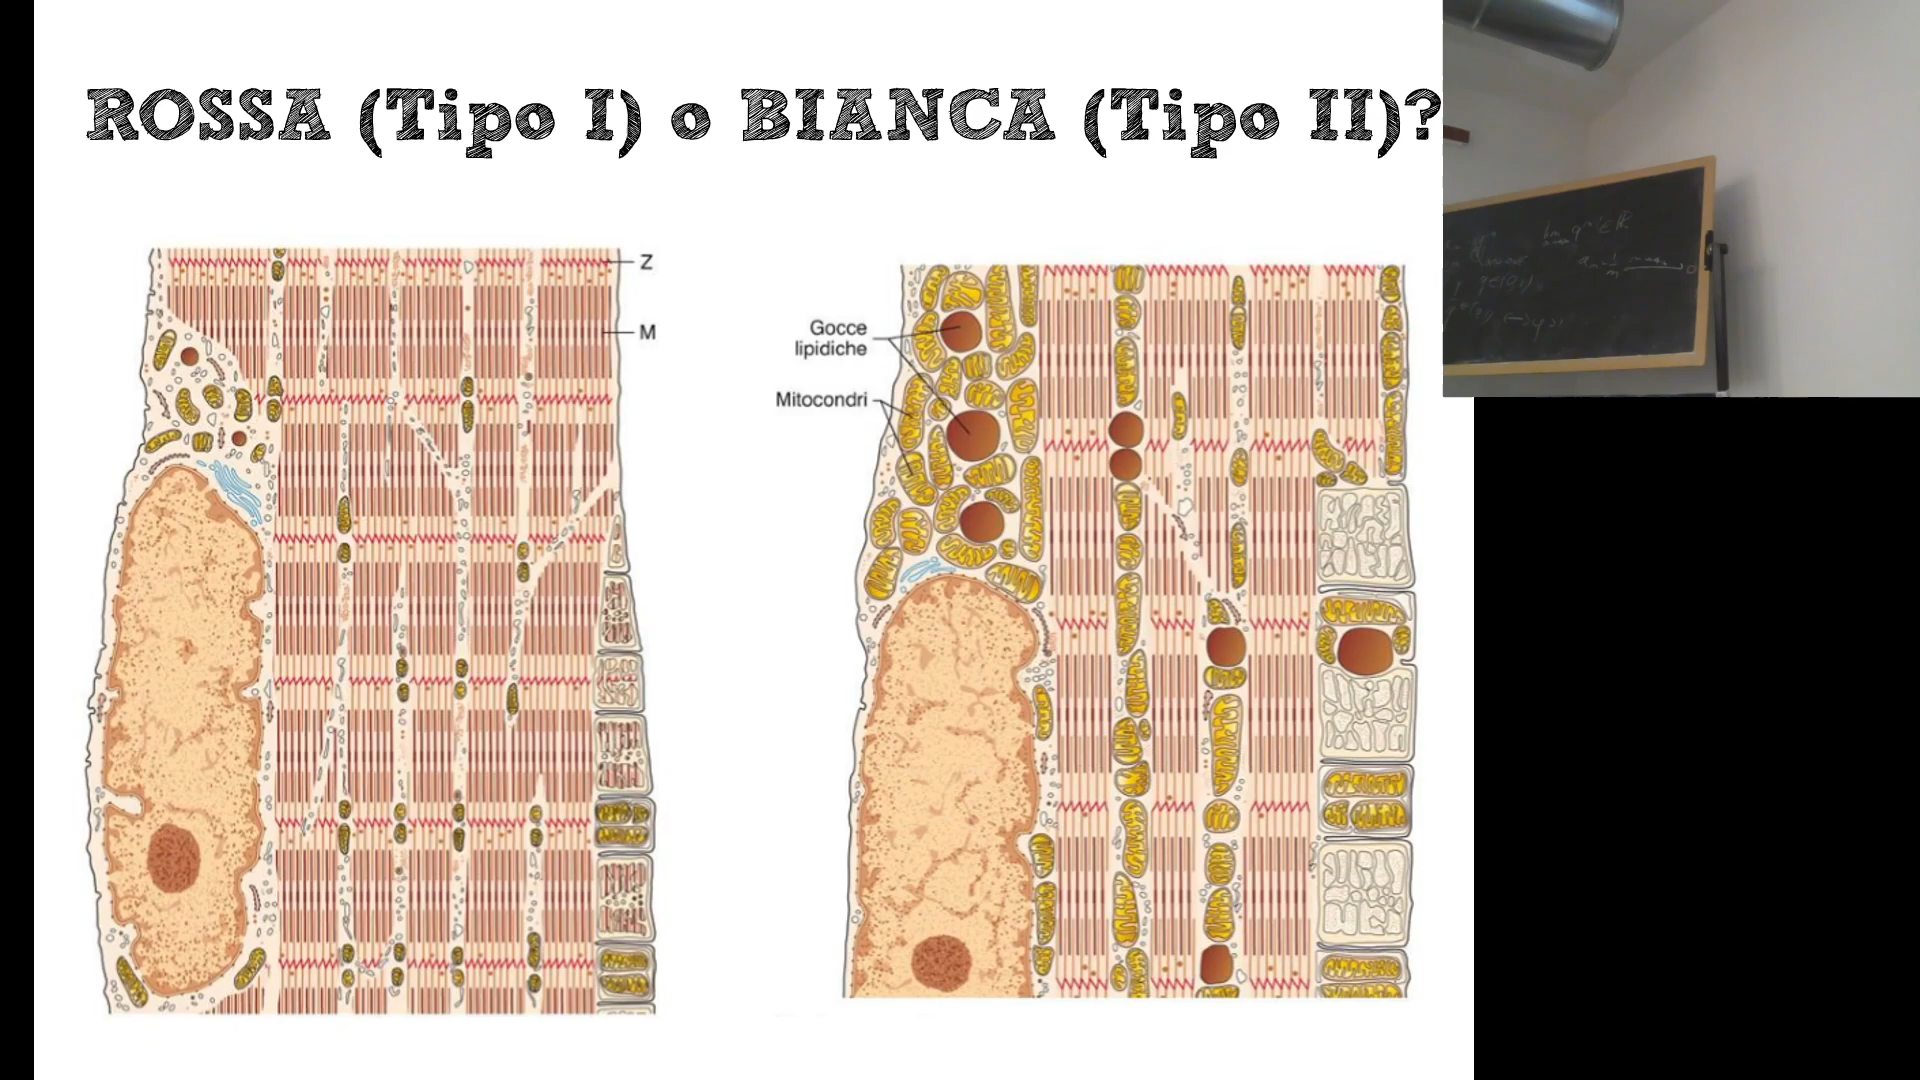 ROSSA (Tipo I) o BIANCA (Tipo II)?
Z
M
Gocce
lipidiche
Mitocondri